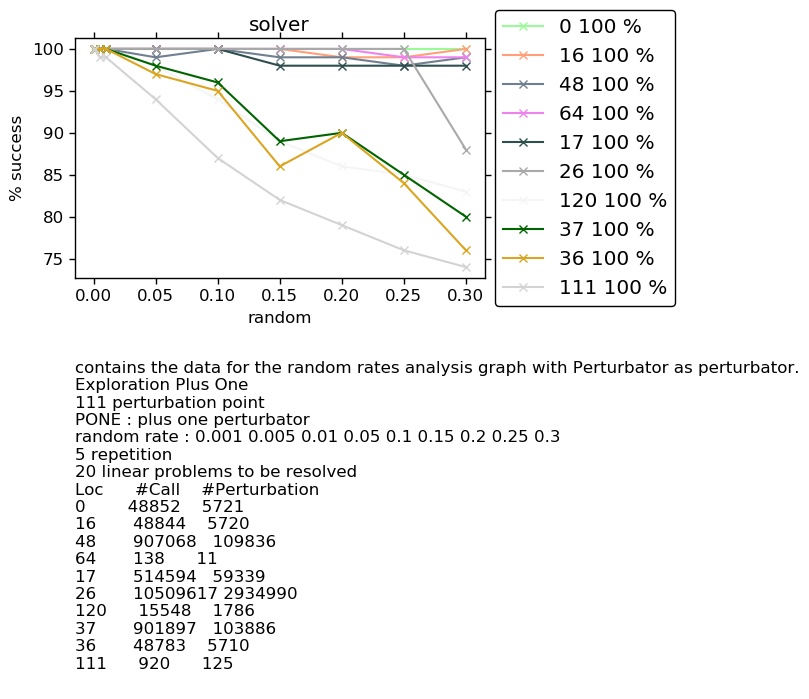 solver
100
95
90
85
80
75
% success
0.00 0.05 0.10 0.15 0.20 0.25 0.30
random
0 100 %
16 100 %
48 100 %
64 100 %
17 100 %
26 100 %
120 100 %
37 100 %
36 100 %
111 100 %
contains the data for the random rates analysis graph with Perturbator as perturbator.
Exploration Plus One
111 perturbation point
PONE : plus one perturbator
random rate : 0.001 0.005 0.01 0.05 0.1 0.15 0.2 0.25 0.3
5 repetition
20 linear problems to be resolved
Loc #Call #Perturbation
0 48852 5721
16 48844 5720
48 907068 109836
64 138 11
17 514594 59339
26 10509617 2934990
120 15548 1786
37 901897 103886
36 48783 5710
111 920 125